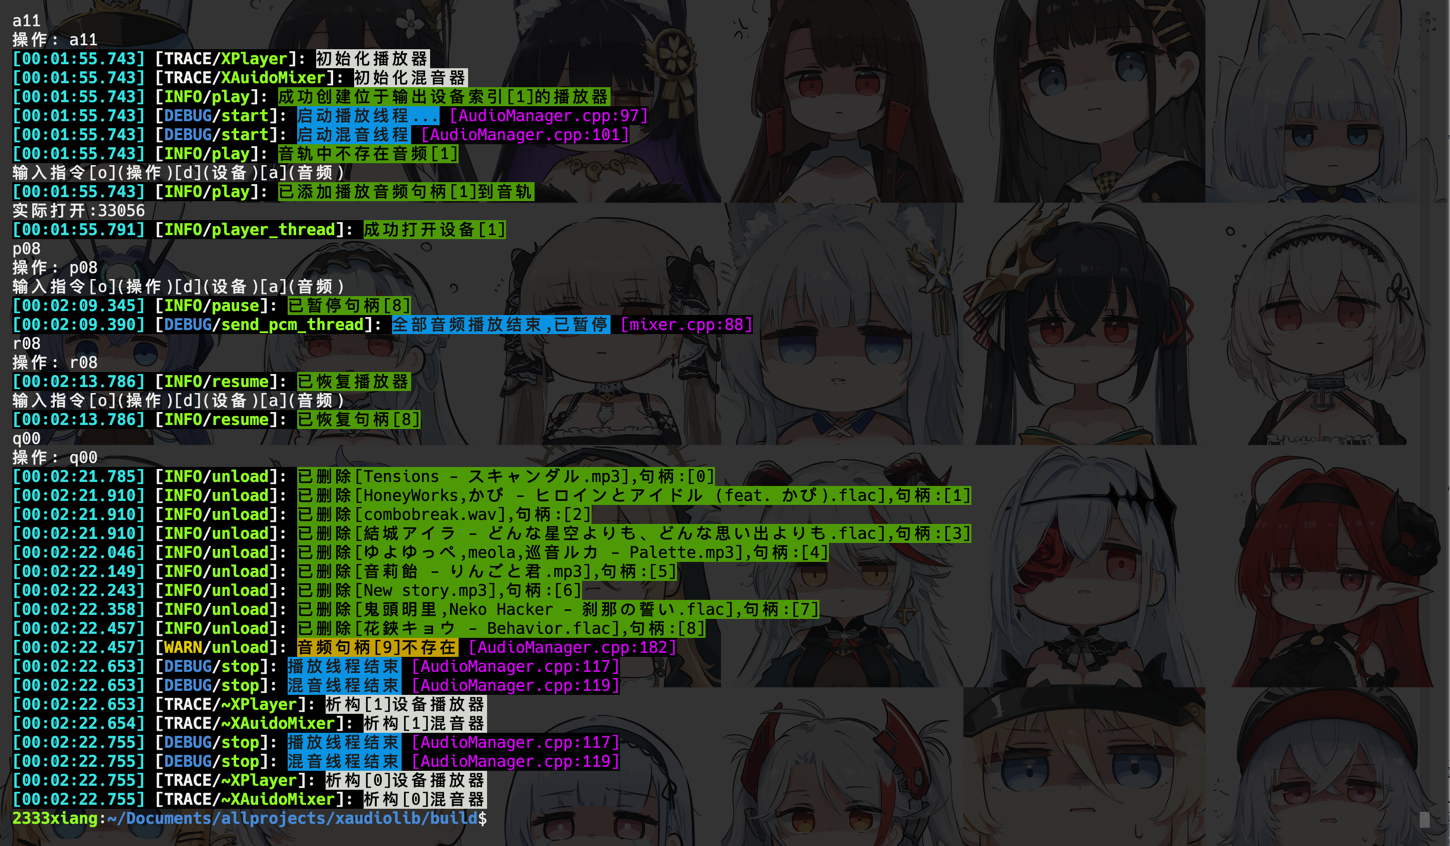 a11
操作: a11
[00:01:55.743] [TRACE/XPlayer]: 初始化播放器
[00:01:55.743] [TRACE/XAuidoMixer]: 初始化混音器
[00:01:55.743] [INFO/play]: 成功创建位于输出设备索引[1]的播放器
[00:01:55.743] [DEBUG/start]: 启动播放线程... [AudioManager.cpp:97]
[00:01:55.743] [DEBUG/start]: 启动混音线程 [AudioManager.cpp:101]
[00:01:55.743] [INFO/play]: 音轨中不存在音频[1]
输入指令[o](操作)[d](设备)[a](音频)
[00:01:55.743] [INFO/play]: 已添加播放音频句柄[1]到音轨
实际打开:33056
[00:01:55.791] [INFO/player_thread]: 成功打开设备[1]
p08
操作: p08
输入指令[o](操作)[d](设备)[a](音频)
[00:02:09.345] [INFO/pause]: 已暂停句柄[8]
[00:02:09.390] [DEBUG/send_pcm_thread]: 全部音频播放结束,已暂停 [mixer.cpp:88]
r08
操作: r08
[00:02:13.786] [INFO/resume]: 已恢复播放器
输入指令[o](操作)[d](设备)[a](音频)
[00:02:13.786] [INFO/resume]: 已恢复句柄[8]
q00
操作: q00
[00:02:21.785] [INFO/unload]: 已删除[Tensions - スキャンダル.mp3],句柄:[0]
[00:02:21.910] [INFO/unload]: 已删除[HoneyWorks,かぴ - ヒロインとアイドル (feat. かぴ).flac],句柄:[1]
[00:02:21.910] [INFO/unload]: 已删除[combobreak.wav],句柄:[2]
[00:02:21.910] [INFO/unload]: 已删除[結城アイラ - どんな星空よりも、どんな思い出よりも.flac],句柄:[3]
[00:02:22.046] [INFO/unload]: 已删除[ゆよゆっぺ,meola,巡音ルカ - Palette.mp3],句柄:[4]
[00:02:22.149] [INFO/unload]: 已删除[音莉飴 - りんごと君.mp3],句柄:[5]
[00:02:22.243] [INFO/unload]: 已删除[New story.mp3],句柄:[6]
[00:02:22.358] [INFO/unload]: 已删除[鬼頭明里,Neko Hacker - 刹那の誓い.flac],句柄:[7]
[00:02:22.457] [INFO/unload]: 已删除[花鋏キョウ - Behavior.flac],句柄:[8]
[00:02:22.457] [WARN/unload]: 音频句柄[9]不存在 [AudioManager.cpp:182]
[00:02:22.653] [DEBUG/stop]: 播放线程结束 [AudioManager.cpp:117]
[00:02:22.653] [DEBUG/stop]: 混音线程结束 [AudioManager.cpp:119]
[00:02:22.653] [TRACE/~XPlayer]: 析构[1]设备播放器
[00:02:22.654] [TRACE/~XAuidoMixer]: 析构[1]混音器
[00:02:22.755] [DEBUG/stop]: 播放线程结束 [AudioManager.cpp:117]
[00:02:22.755] [DEBUG/stop]: 混音线程结束 [AudioManager.cpp:119]
[00:02:22.755] [TRACE/~XPlayer]: 析构[0]设备播放器
[00:02:22.755] [TRACE/~XAuidoMixer]: 析构[0]混音器
2333xiang:~/Documents/allprojects/xaudiolib/build$